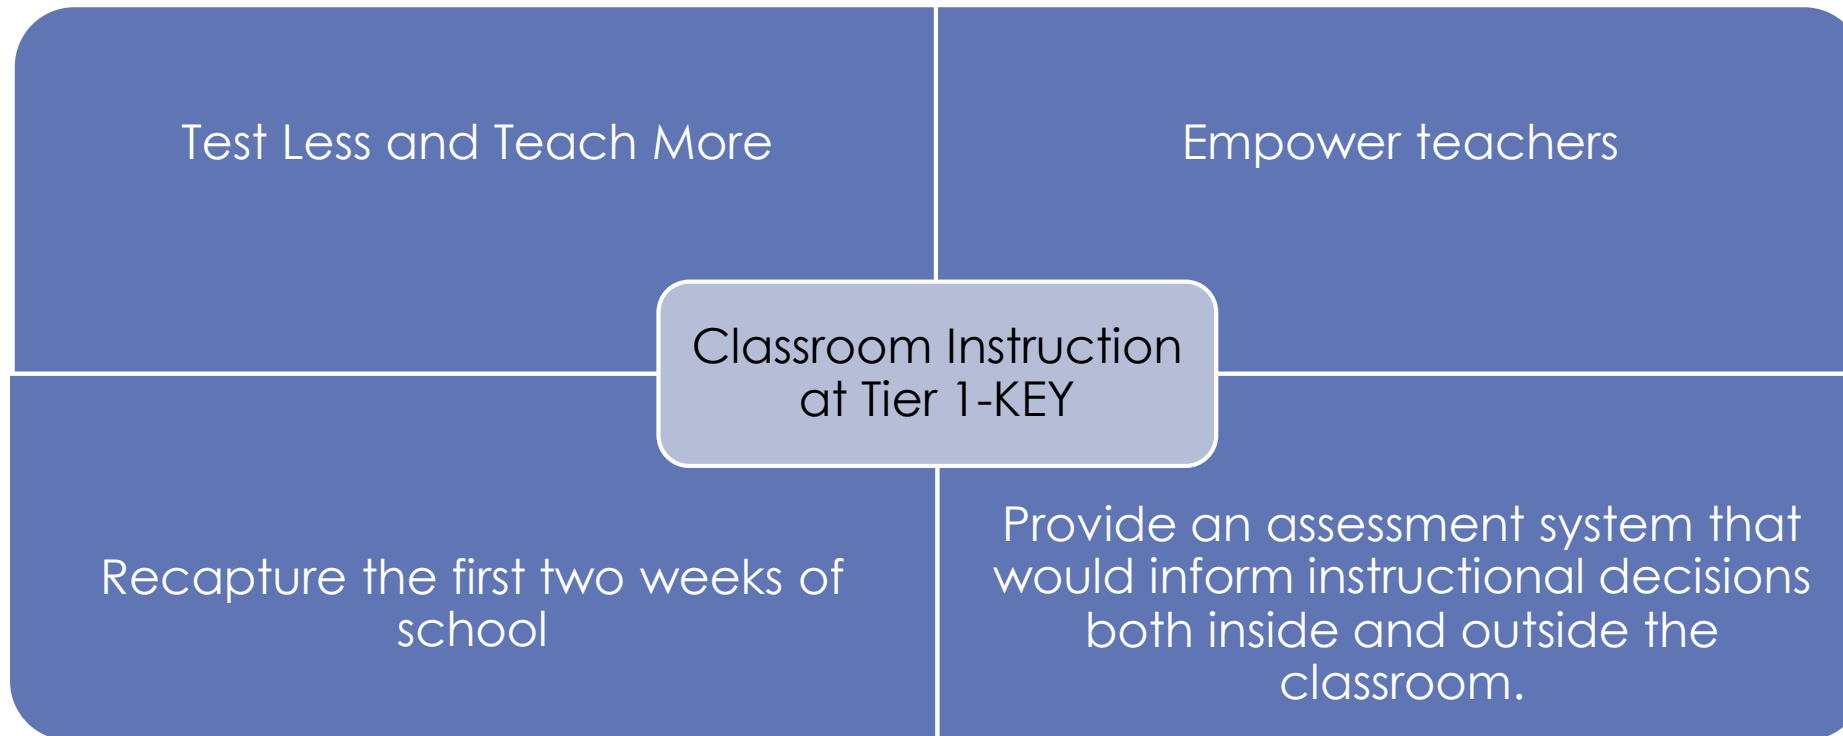 Test Less and Teach More
Empower teachers
Classroom Instruction
at Tier 1-KEY
Recapture the first two weeks of
school
Provide an assessment system that
would inform instructional decisions
both inside and outside the
classroom.